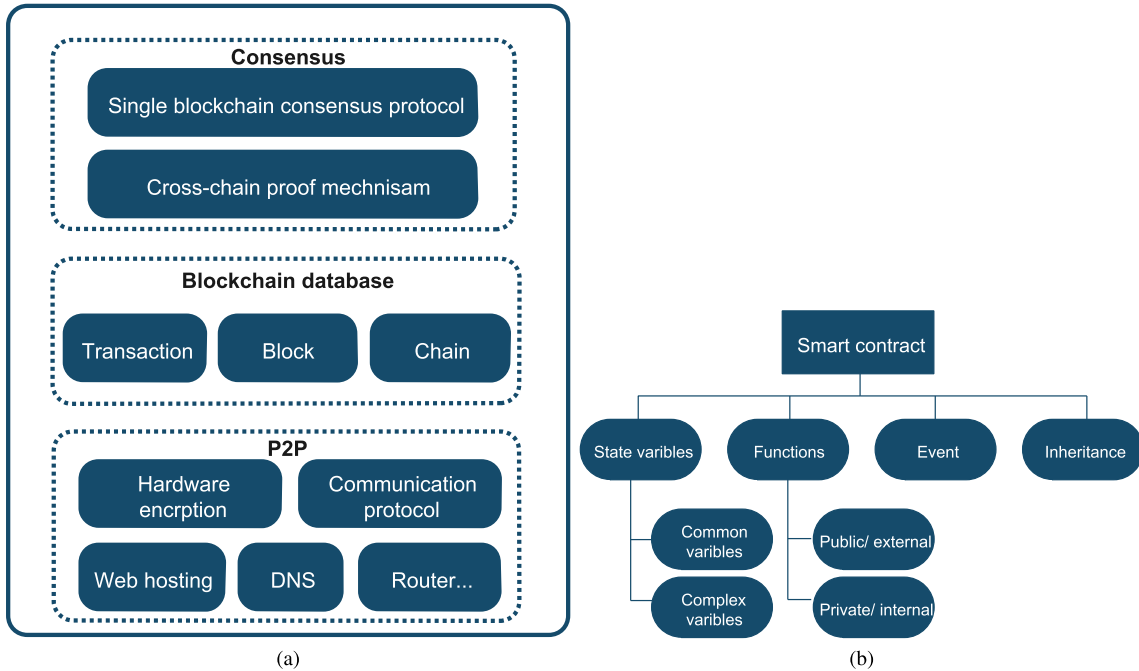 Consensus
Single blockchain consensus protocol
Cross-chain proof mechnisam
Blockchain database
Transaction
Block
Chain
P2P
Hardware
encrption
Communication
protocol
Web hosting
DNS
Router...
(a)
Smart contract
State varibles
Functions
Event
Inheritance
Common
varibles
Complex
varibles
Public/ external
Private/ internal
(b)